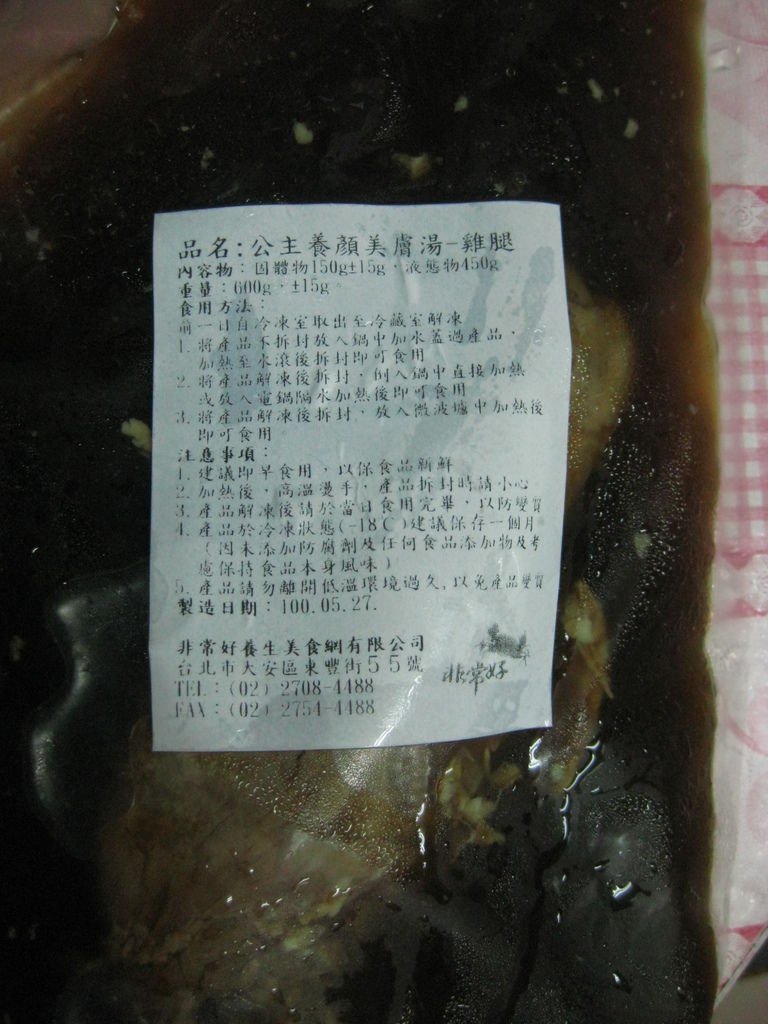 品名:公主養顏美膚湯-雞腿
內容物:固體物150g±15g、液態物450g
重量:600g、±15g。
食用方法:
前一日自冷凍室取出至冷藏室解凍
1. 將產品不拆封放入鍋中加水蓋過產品,
加熱至水滾後拆封即可食用
2. 將產品解凍後拆封,倒入鍋中直接加熱
或放入電鍋隔水加熱後即可食用
3. 將產品解凍後拆封,放入微波爐中加熱後
即可食用。
注意事項:
1. 建議即早食用,以保食品新鮮
2. 加熱後,高溫燙手,產品拆封時請小心
3. 產品解凍後請於當日食用完畢,以防變質
4. 產品於冷凍狀態(-18℃)建議保存一個月
(因未添加防腐劑及任何食品添加物及考
慮保持食品本身風味)
5. 產品請勿離開低溫環境過久,以免產品變質
製造日期:100.05.27.
非常好養生美食網有限公司
台北市大安區東豐街55號
TEL:(02) 2708-4488
FAX:(02) 2754-4488
非常好